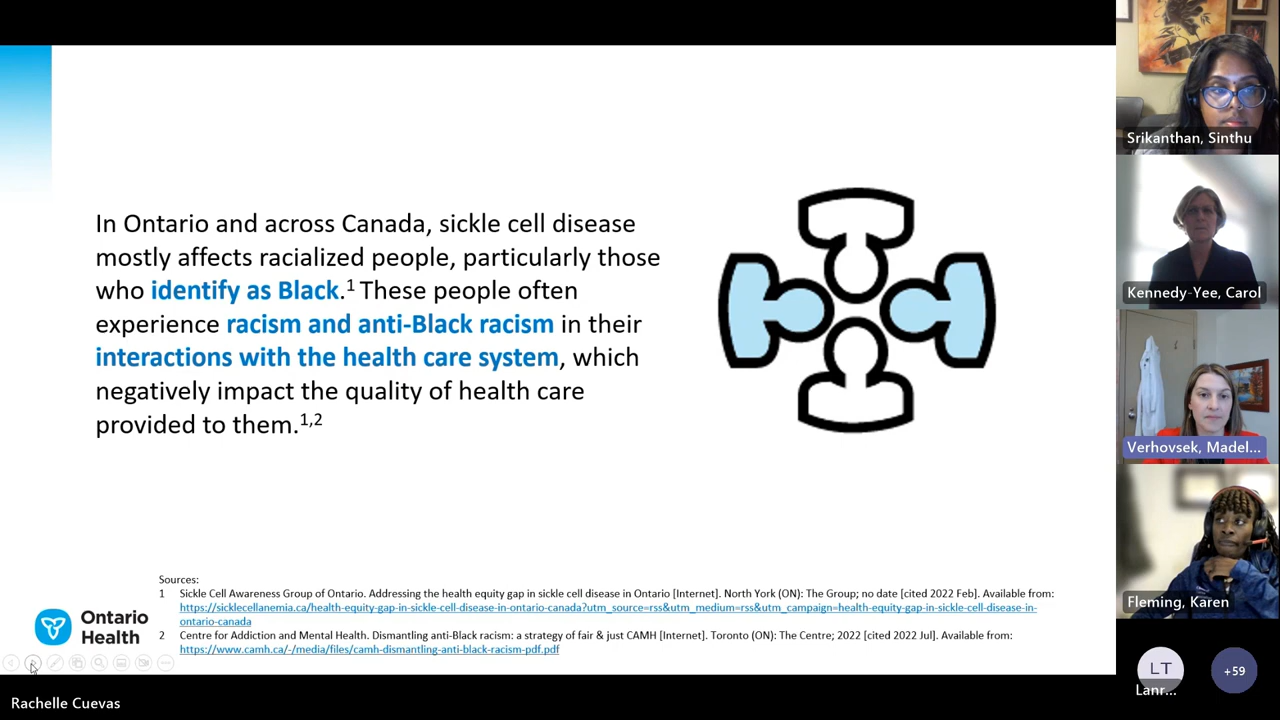 In Ontario and across Canada, sickle cell disease
mostly affects racialized people, particularly those
who identify as Black.1 These people often
experience racism and anti-Black racism in their
interactions with the health care system, which
negatively impact the quality of health care
provided to them.1,2
Sources:
1 Sickle Cell Awareness Group of Ontario. Addressing the health equity gap in sickle cell disease in Ontario [Internet]. North York (ON): The Group; no date [cited 2022 Feb]. Available from:
https://sicklecellanemia.ca/health-equity-gap-in-sickle-cell-disease-in-ontario-canada?utm_source=rss&utm_medium=rss&utm_campaign=health-equity-gap-in-sickle-cell-disease-in-
ontario-canada
2 Centre for Addiction and Mental Health. Dismantling anti-Black racism: a strategy of fair & just CAMH [Internet]. Toronto (ON): The Centre; 2022 [cited 2022 Jul]. Available from:
https://www.camh.ca/-/media/files/camh-dismantling-anti-black-racism-pdf.pdf
Ontario
Health
Rachelle Cuevas
Srikanthan, Sinthu
Kennedy-Yee, Carol
Verhovsek, Madel...
Fleming, Karen
LT
Lanr...
+59